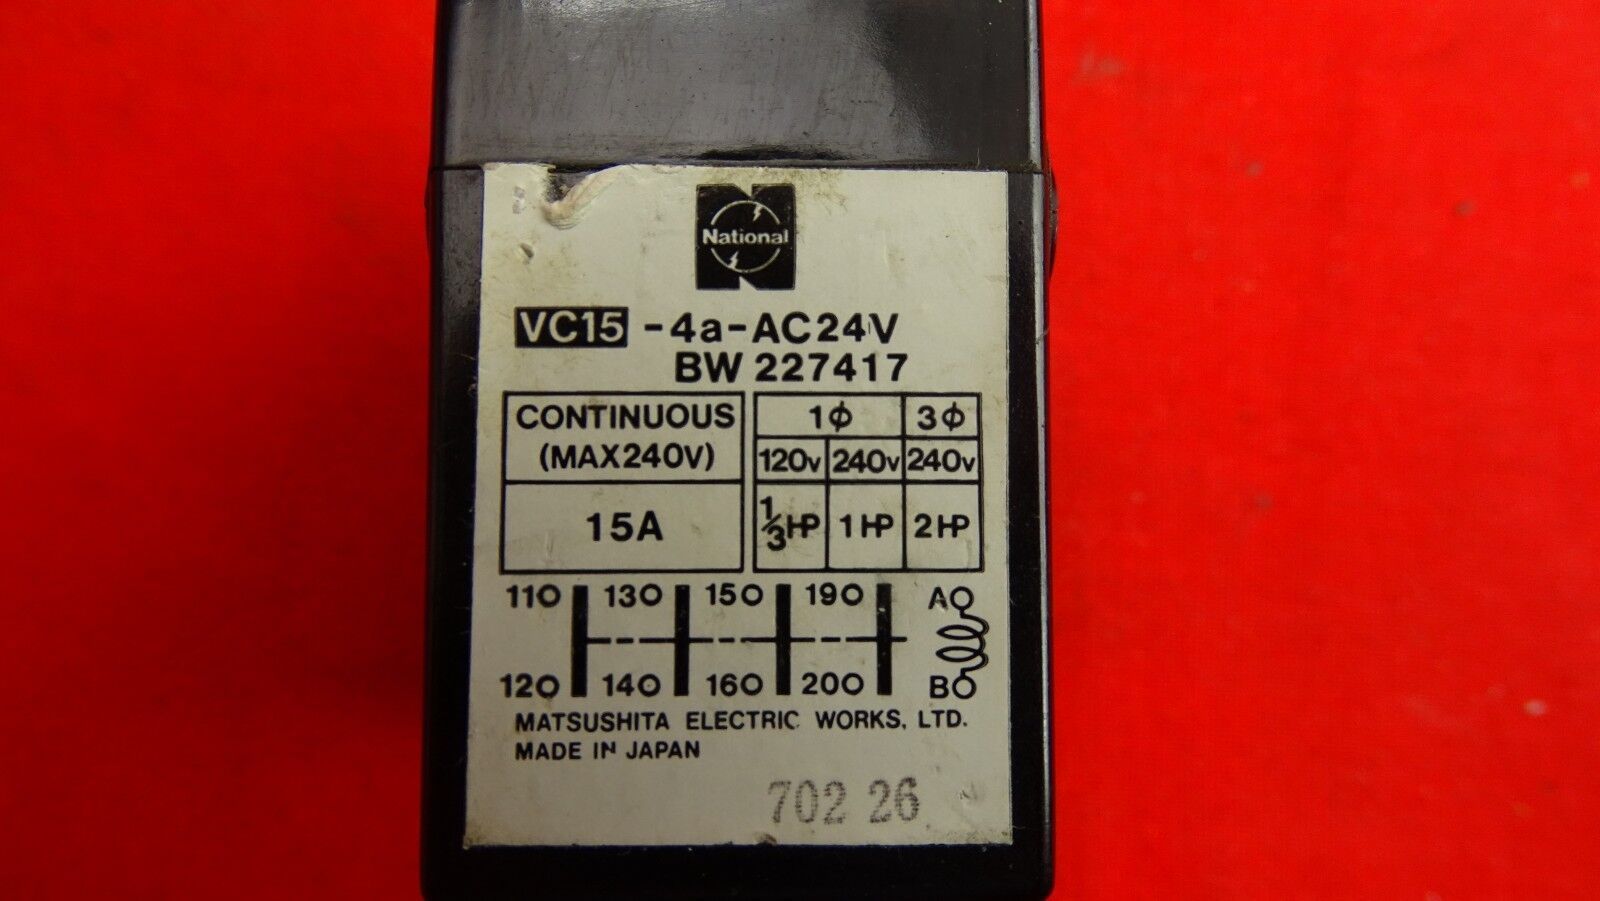 National
VC15 -4a-AC24V
BW 227417
CONTINUOUS
(MAX240V)
15A
1ϕ 3ϕ
120V 240V 240V
1/3HP 1HP 2HP
110 130 150 190 A
120 140 160 200 B
MATSUSHITA ELECTRIC WORKS, LTD.
MADE IN JAPAN
702 26